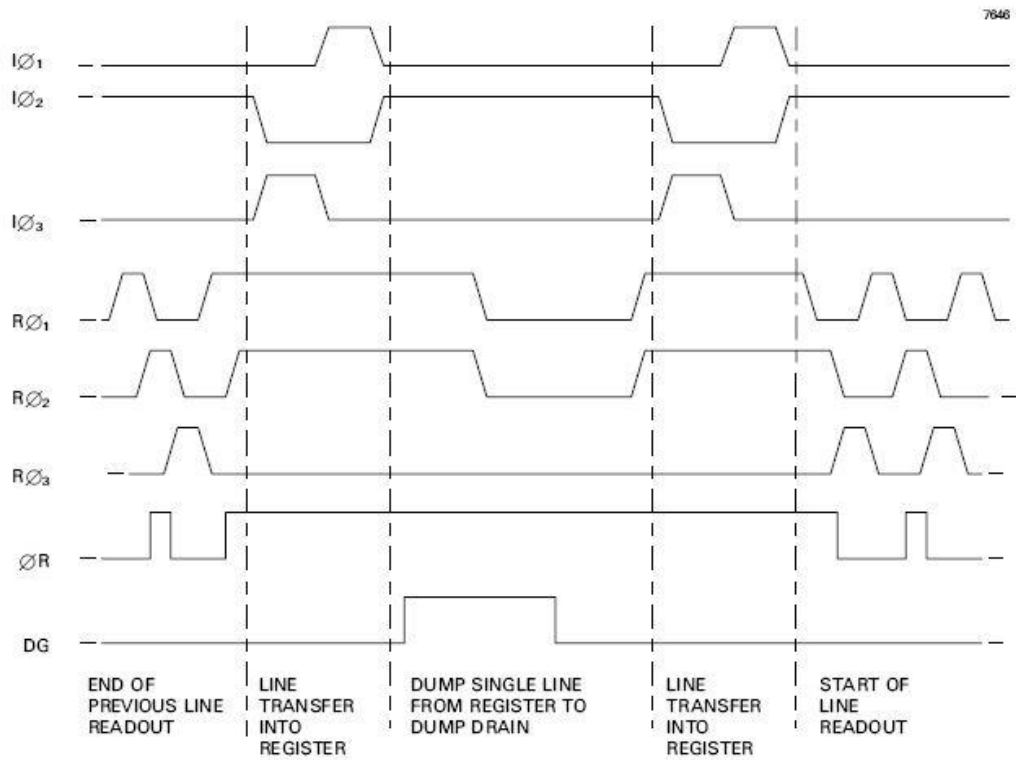 7646
IØ₁
IØ₂
IØ₃
RØ₁
RØ₂
RØ₃
ØR
DG
END OF
PREVIOUS LINE
READOUT
LINE
TRANSFER
INTO
REGISTER
DUMP SINGLE LINE
FROM REGISTER TO
DUMP DRAIN
LINE
TRANSFER
INTO
REGISTER
START OF
LINE
READOUT